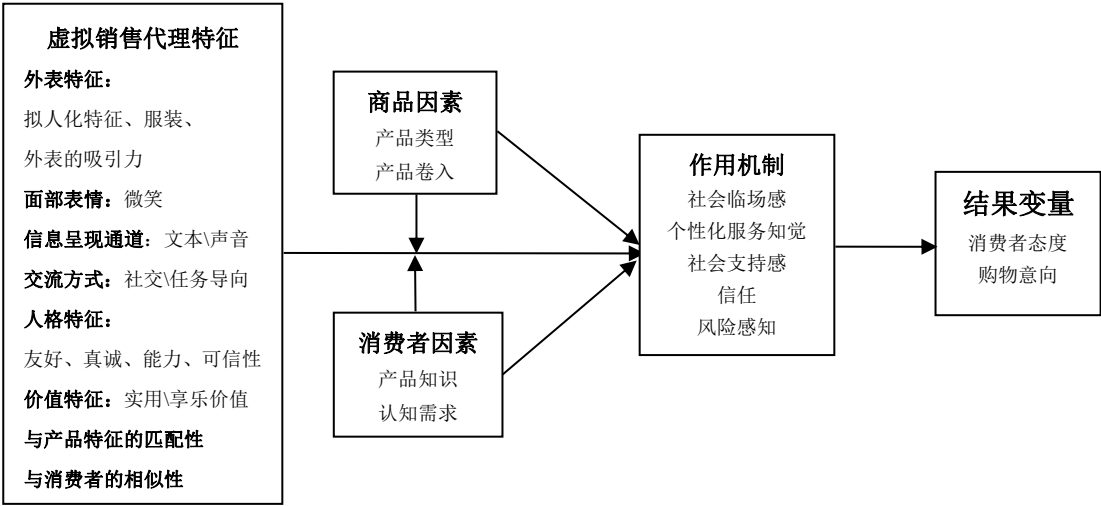 虚拟销售代理特征
外表特征：
拟人化特征、服装、
外表的吸引力
面部表情：微笑
信息呈现通道：文本\声音
交流方式：社交\任务导向
人格特征：
友好、真诚、能力、可信性
价值特征：实用\享乐价值
与产品特征的匹配性
与消费者的相似性
商品因素
产品类型
产品卷入
消费者因素
产品知识
认知需求
作用机制
社会临场感
个性化服务知觉
社会支持感
信任
风险感知
结果变量
消费者态度
购物意向